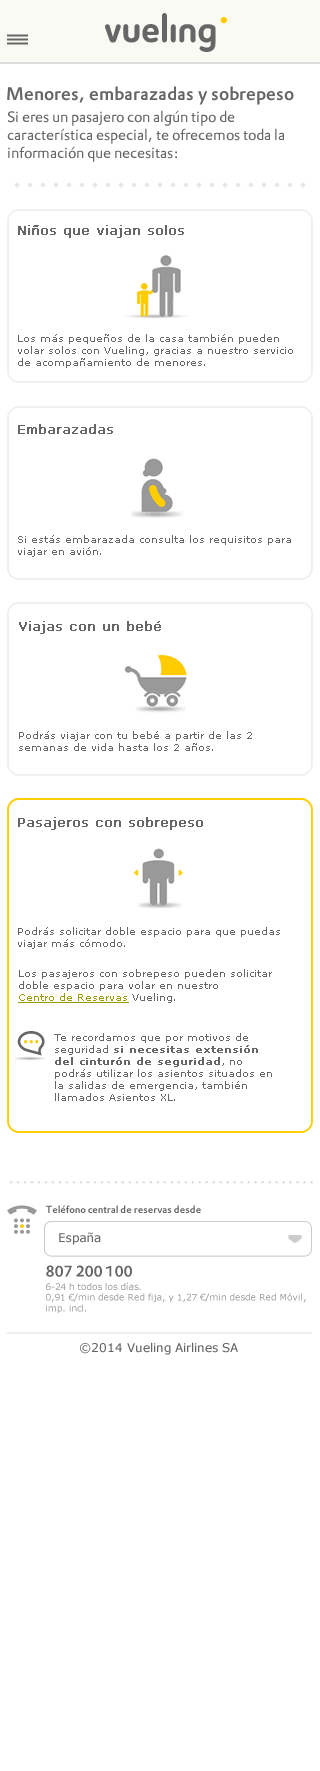 vueling
Menores, embarazadas y sobrepeso
Si eres un pasajero con algún tipo de
característica especial, te ofrecemos toda la
información que necesitas:
Niños que viajan solos
Los más pequeños de la casa también pueden
volar solos con Vueling, gracias a nuestro servicio
de acompañamiento de menores.
Embarazadas
Si estás embarazada consulta los requisitos para
viajar en avión.
Viajas con un bebé
Podrás viajar con tu bebé a partir de las 2
semanas de vida hasta los 2 años.
Pasajeros con sobrepeso
Podrás solicitar doble espacio para que puedas
viajar más cómodo.
Los pasajeros con sobrepeso pueden solicitar
doble espacio para volar en nuestro
Centro de Reservas Vueling.
Te recordamos que por motivos de
seguridad si necesitas extensión
del cinturón de seguridad, no
podrás utilizar los asientos situados en
la salidas de emergencia, también
llamados Asientos XL.
Teléfono central de reservas desde
España
807 200 100
6-24 h todos los días.
0,91 €/min desde Red fija, y 1,27 €/min desde Red Móvil,
imp. incl.
©2014 Vueling Airlines SA